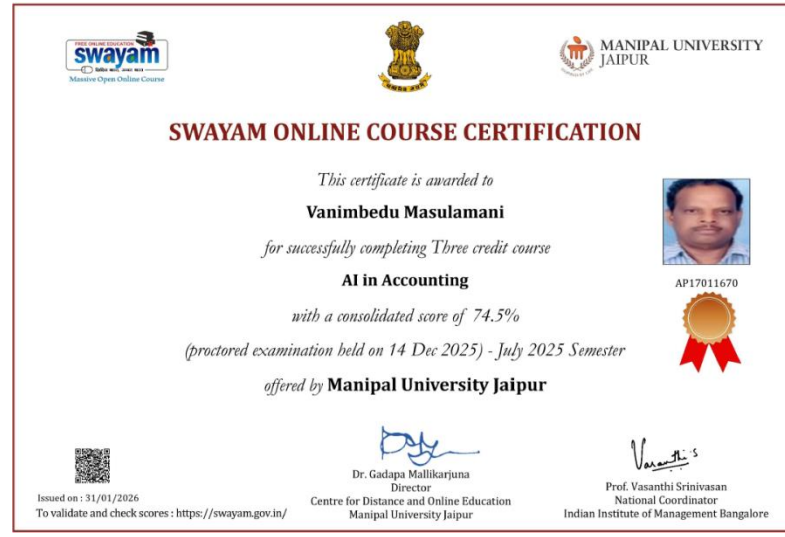 FREE ONLINE EDUCATION
swayam
Massive Open Online Course
MANIPAL UNIVERSITY
JAIPUR
SWAYAM ONLINE COURSE CERTIFICATION
This certificate is awarded to
Vanimbedu Masulamani
for successfully completing Three credit course
AI in Accounting
with a consolidated score of 74.5%
(proctored examination held on 14 Dec 2025) - July 2025 Semester
offered by Manipal University Jaipur
AP17011670
Dr. Gadapa Mallikarjuna
Director
Centre for Distance and Online Education
Manipal University Jaipur
Vasanthi S
Prof. Vasanthi Srinivasan
National Coordinator
Indian Institute of Management Bangalore
Issued on : 31/01/2026
To validate and check scores : https://swayam.gov.in/